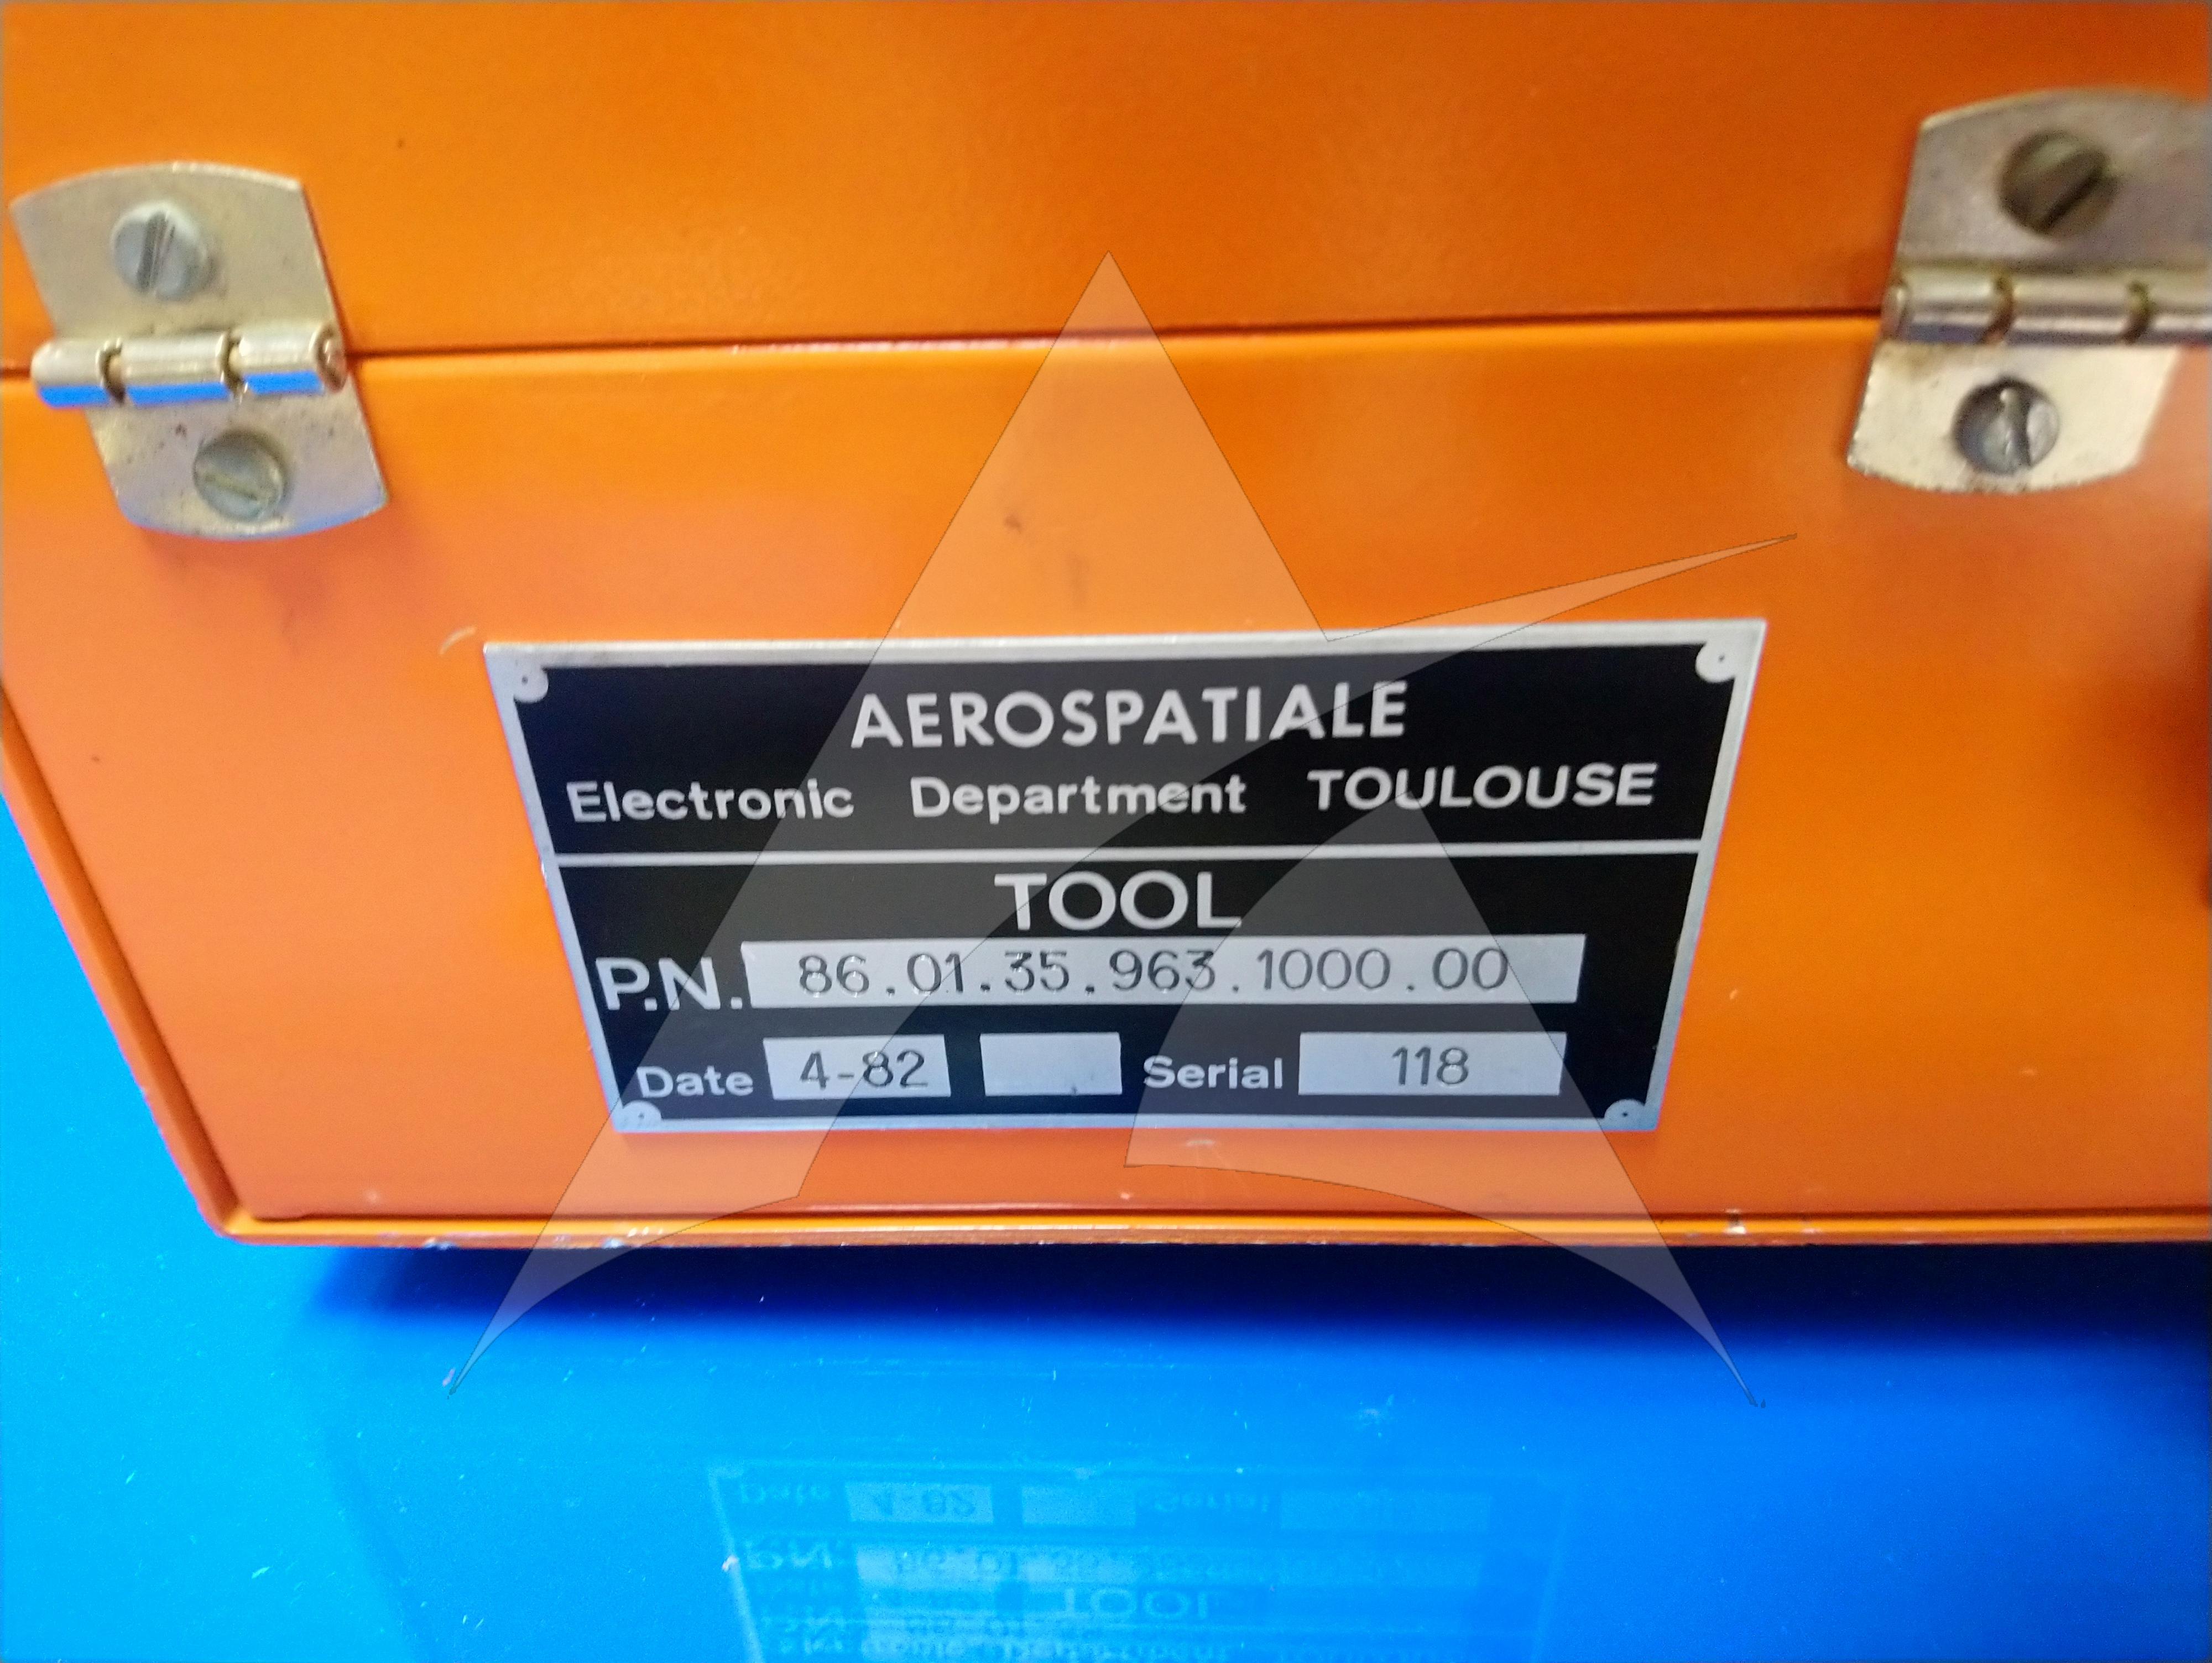 AEROSPATIALE
Electronic Department TOULOUSE
TOOL
P.N. 86.01.35.963.1000.00
Date 4-82 Serial 118